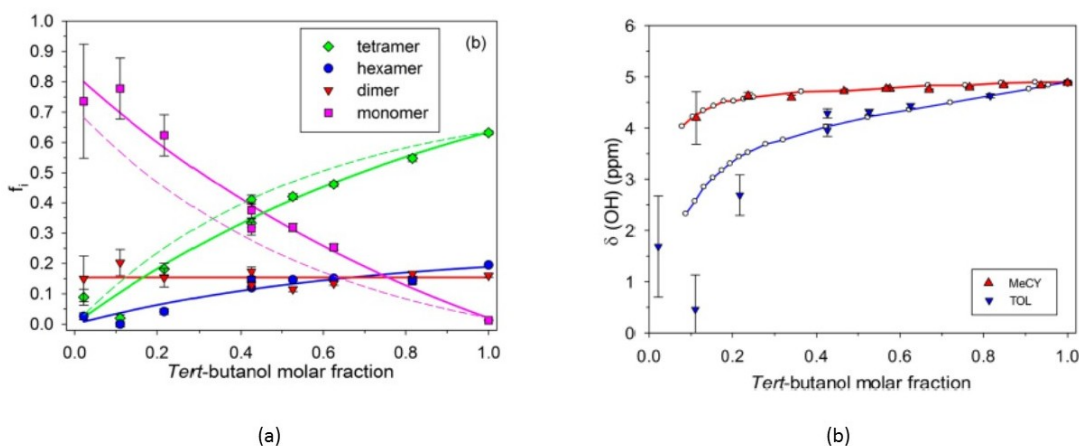 1.0
0.9
0.8
0.7
0.6
0.5
0.4
0.3
0.2
0.1
0.0
fi
(b)
tetramer
hexamer
dimer
monomer
0.0 0.2 0.4 0.6 0.8 1.0
Tert-butanol molar fraction
(a)
6
5
4
3
2
1
0
δ (OH) (ppm)
MeCY
TOL
0.0 0.2 0.4 0.6 0.8 1.0
Tert-butanol molar fraction
(b)